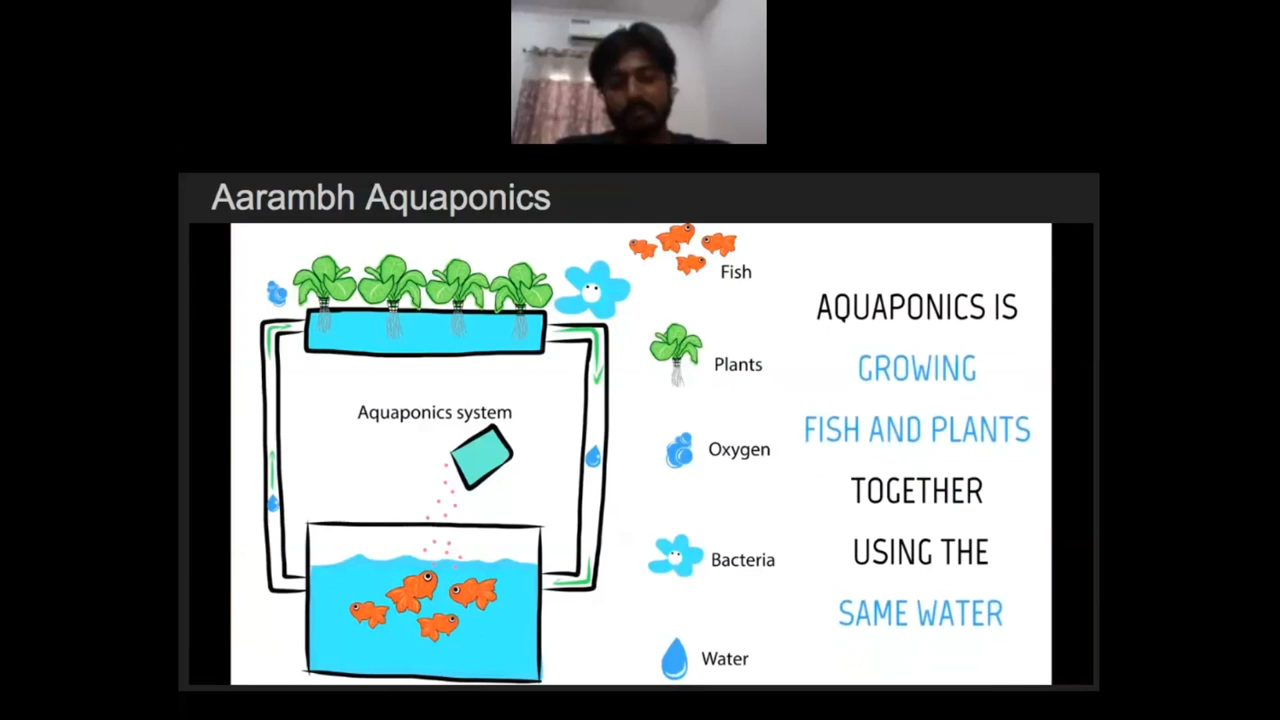 Aarambh Aquaponics
Fish
Plants
Aquaponics system
Oxygen
Bacteria
Water
AQUAPONICS IS
GROWING
FISH AND PLANTS
TOGETHER
USING THE
SAME WATER